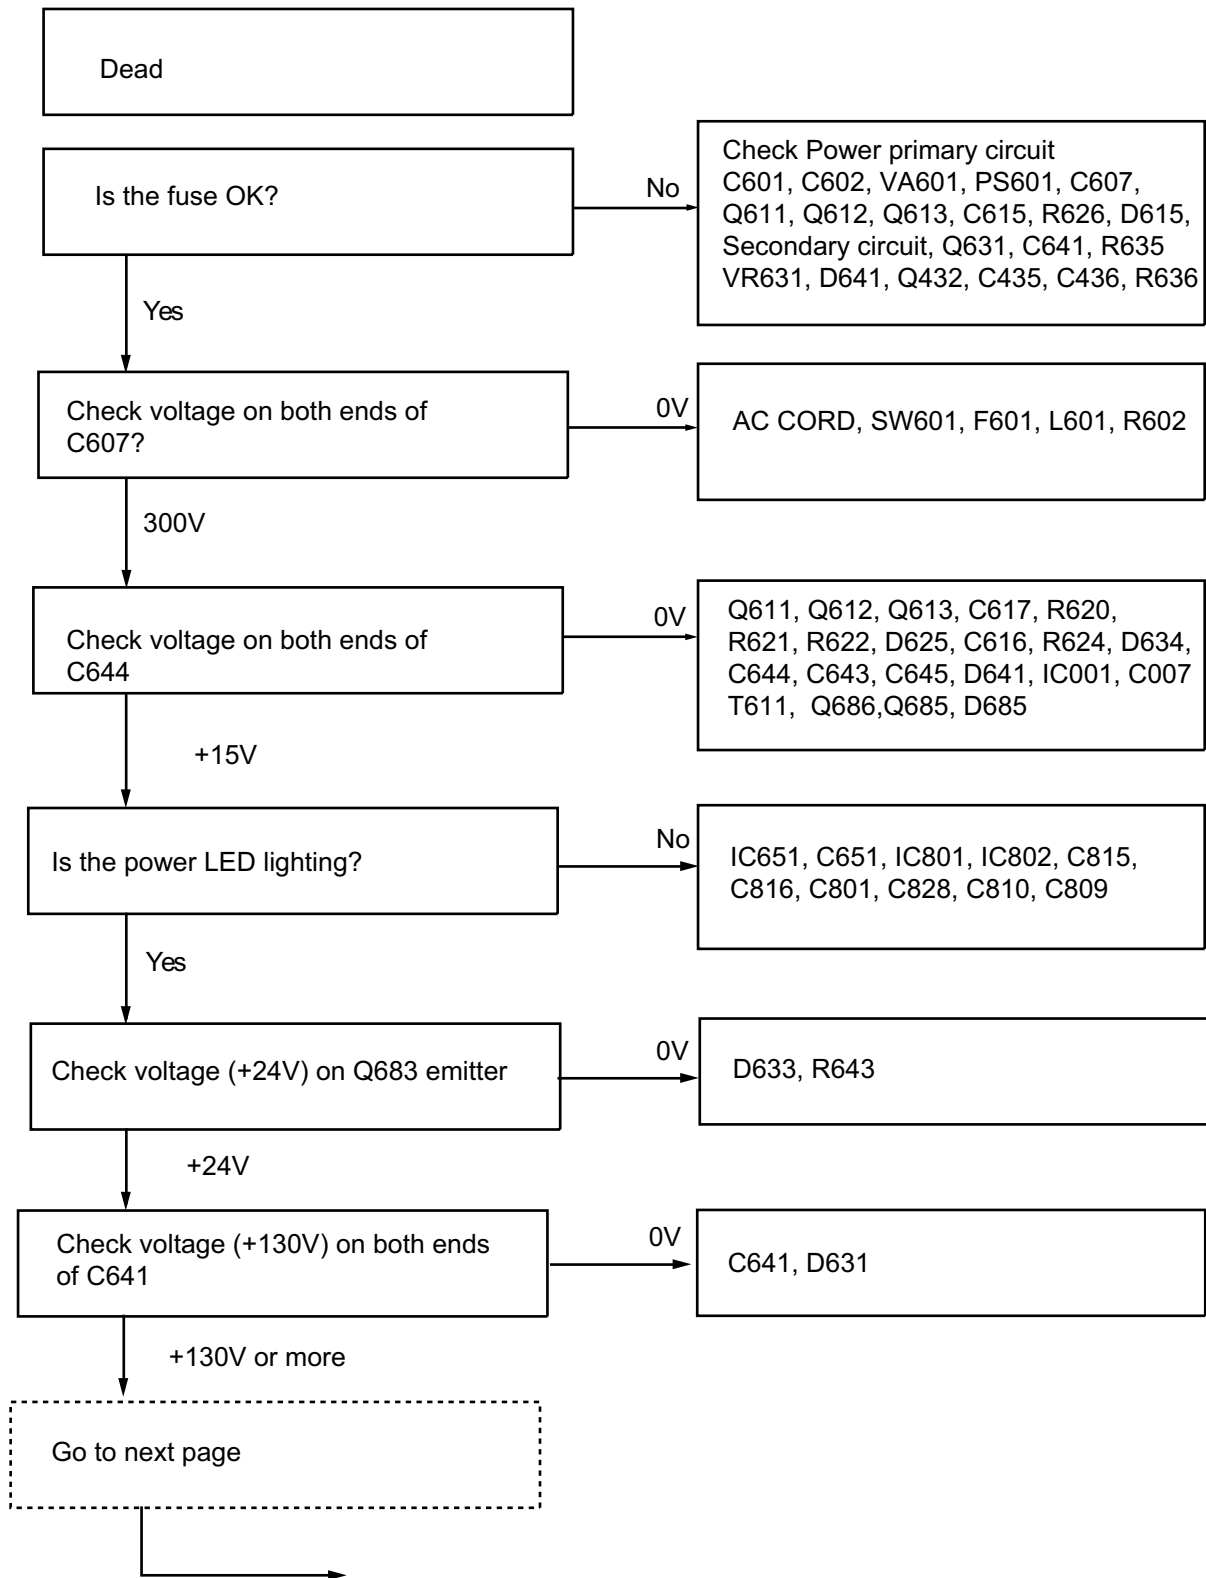 Dead
Is the fuse OK?
No
Check Power primary circuit
C601, C602, VA601, PS601, C607,
Q611, Q612, Q613, C615, R626, D615,
Secondary circuit, Q631, C641, R635
VR631, D641, Q432, C435, C436, R636
Yes
Check voltage on both ends of
C607?
0V
AC CORD, SW601, F601, L601, R602
300V
Check voltage on both ends of
C644
0V
Q611, Q612, Q613, C617, R620,
R621, R622, D625, C616, R624, D634,
C644, C643, C645, D641, IC001, C007
T611, Q686,Q685, D685
+15V
Is the power LED lighting?
No
IC651, C651, IC801, IC802, C815,
C816, C801, C828, C810, C809
Yes
Check voltage (+24V) on Q683 emitter
0V
D633, R643
+24V
Check voltage (+130V) on both ends
of C641
0V
C641, D631
+130V or more
Go to next page